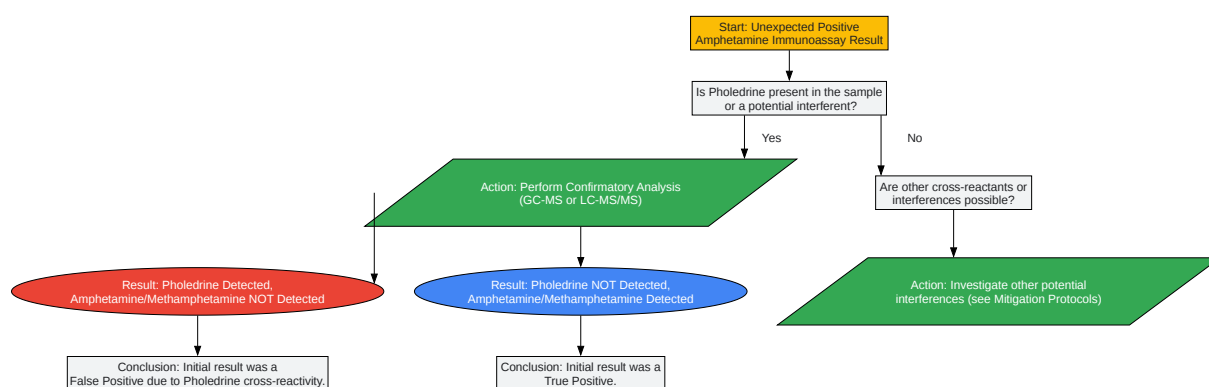 Start: Unexpected Positive
Amphetamine Immunoassay Result
Is Pholedrine present in the sample
or a potential interferent?
Yes
No
Action: Perform Confirmatory Analysis
(GC-MS or LC-MS/MS)
Are other cross-reactants or
interferences possible?
Result: Pholedrine Detected,
Amphetamine/Methamphetamine NOT Detected
Result: Pholedrine NOT Detected,
Amphetamine/Methamphetamine Detected
Action: Investigate other potential
interferences (see Mitigation Protocols)
Conclusion: Initial result was a
False Positive due to Pholedrine cross-reactivity.
Conclusion: Initial result was a
True Positive.